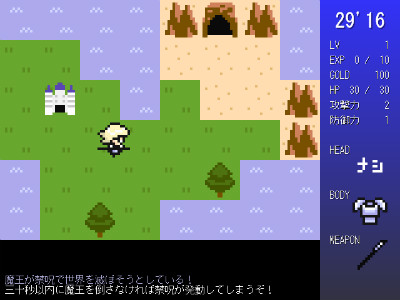 29'16
LV 1
EXP 0 / 10
GOLD 100
HP 30 / 30
攻撃力 2
防御力 1
HEAD
ナシ
BODY
WEAPON
魔王が禁呪で世界を滅ぼそうとしている！
三十秒以内に魔王を倒さなければ禁呪が発動してしまうぞ！